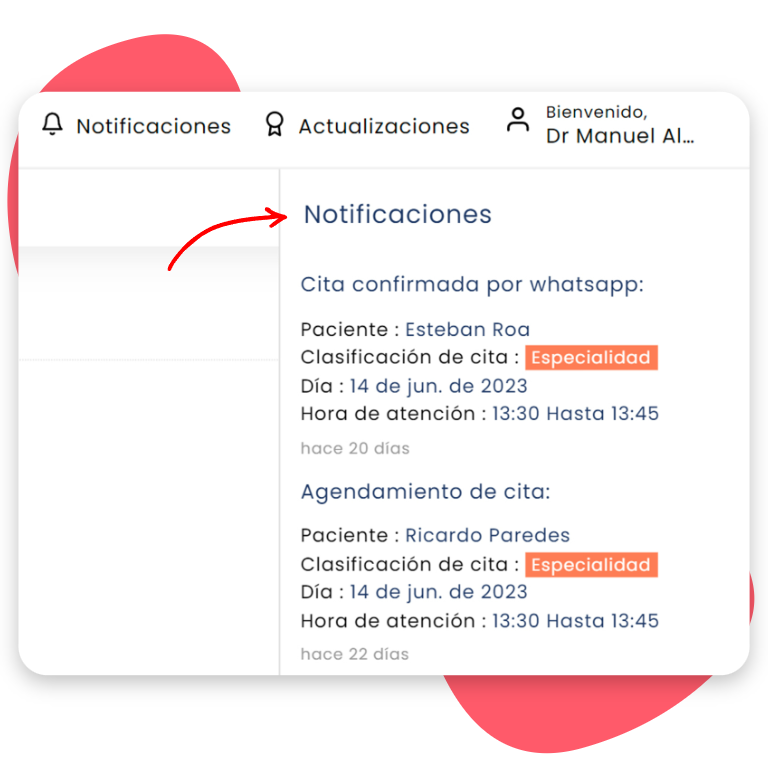 Notificaciones
Actualizaciones
Bienvenido,
Dr Manuel Al...
Notificaciones
Cita confirmada por whatsapp:
Paciente : Esteban Roa
Clasificación de cita : Especialidad
Día : 14 de jun. de 2023
Hora de atención : 13:30 Hasta 13:45
hace 20 días
Agendamiento de cita:
Paciente : Ricardo Paredes
Clasificación de cita : Especialidad
Día : 14 de jun. de 2023
Hora de atención : 13:30 Hasta 13:45
hace 22 días